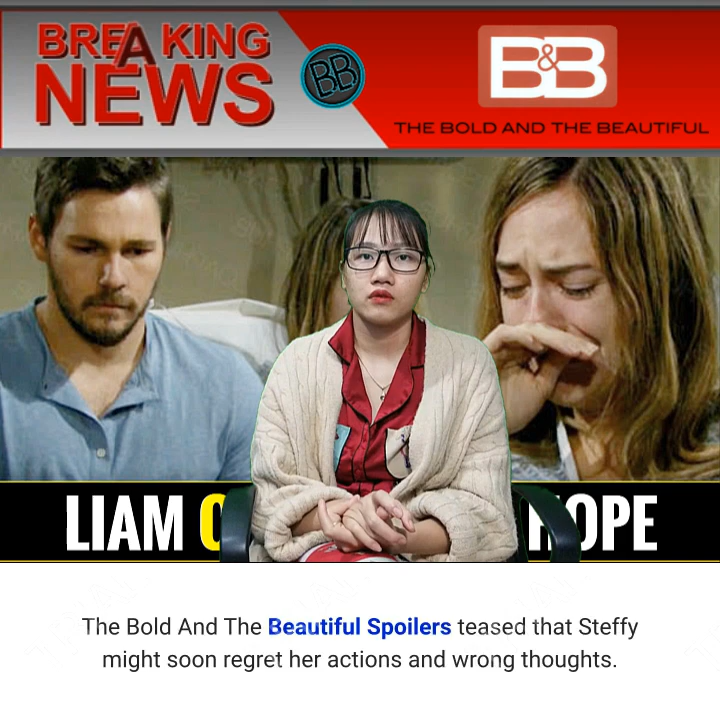 BREAKING
NEWS
BB
B&B
THE BOLD AND THE BEAUTIFUL
LIAM
HOPE
The Bold And The Beautiful Spoilers teased that Steffy
might soon regret her actions and wrong thoughts.